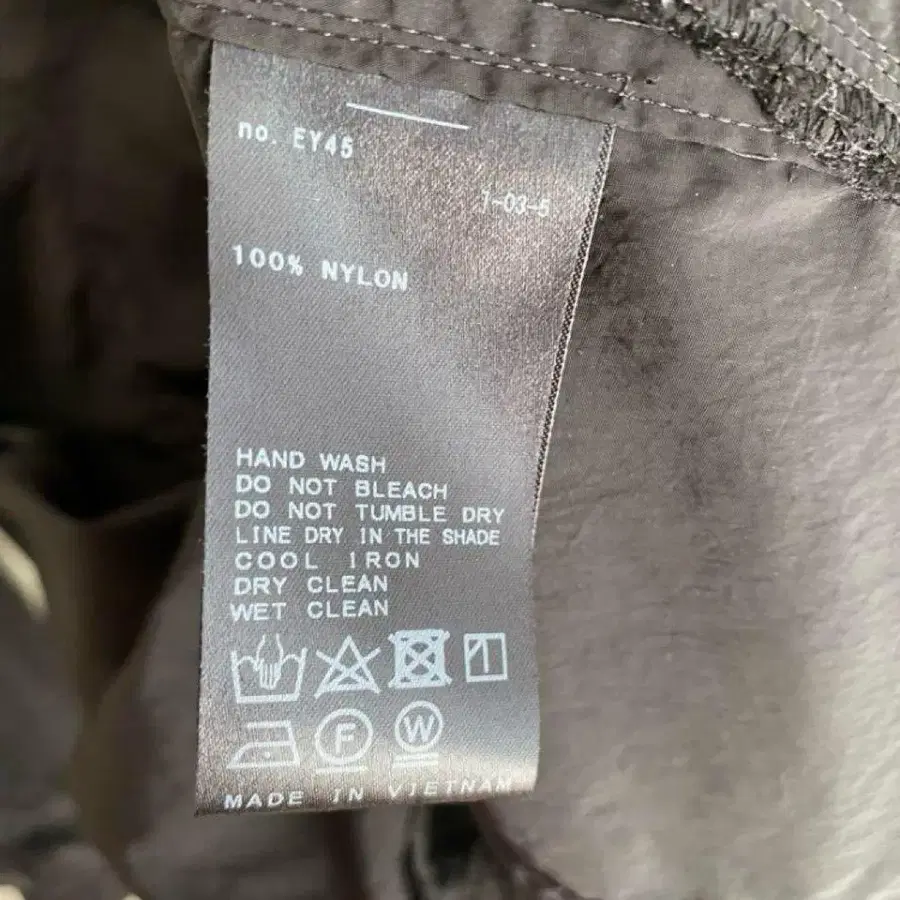 no. EY45
1-03-5
100% NYLON
HAND WASH
DO NOT BLEACH
DO NOT TUMBLE DRY
LINE DRY IN THE SHADE
COOL IRON
DRY CLEAN
WET CLEAN
F W
MADE IN VIETNAM